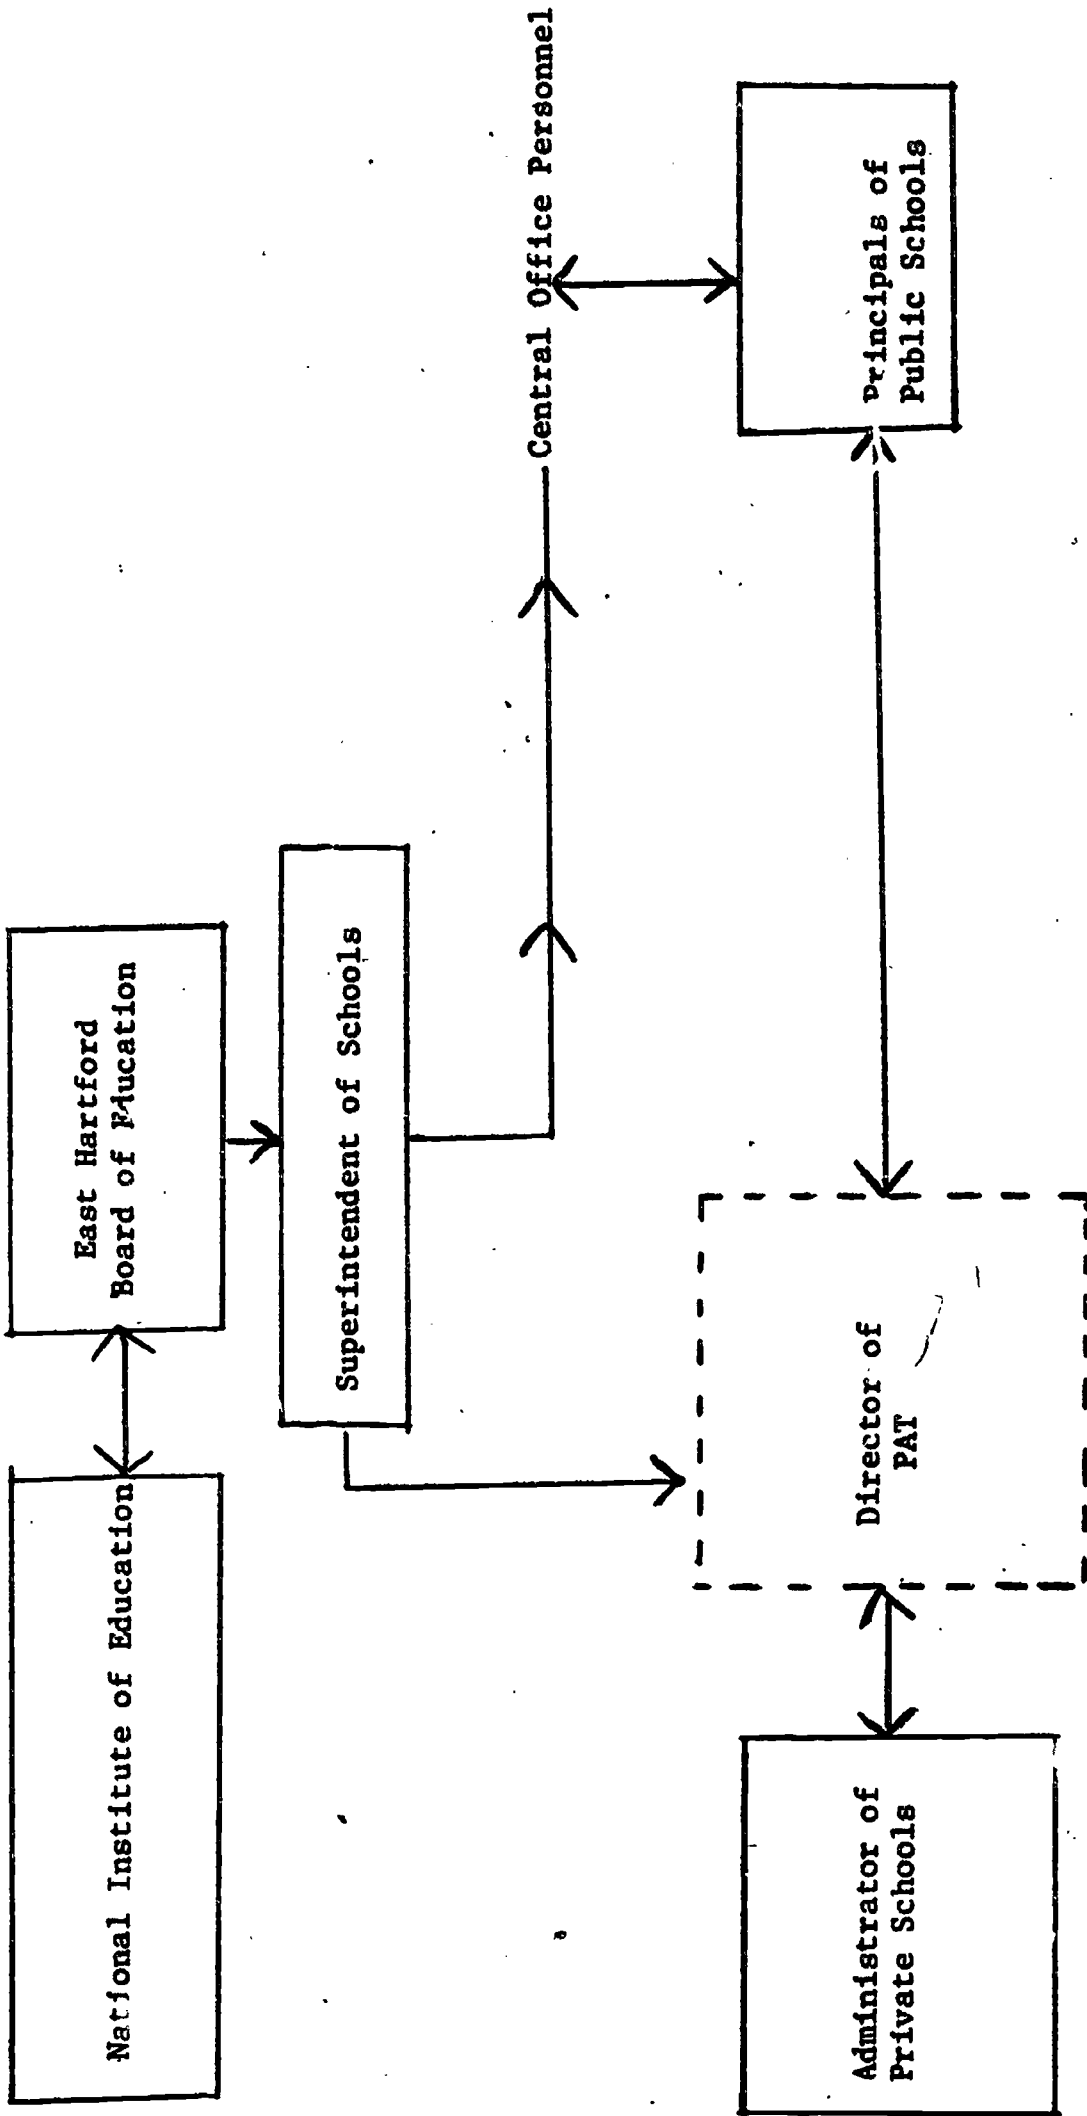 National Institute of Education
East Hartford
Board of Education
Superintendent of Schools
Central Office Personnel
Administrator of
Private Schools
Director of
PAT
Principals of
Public Schools